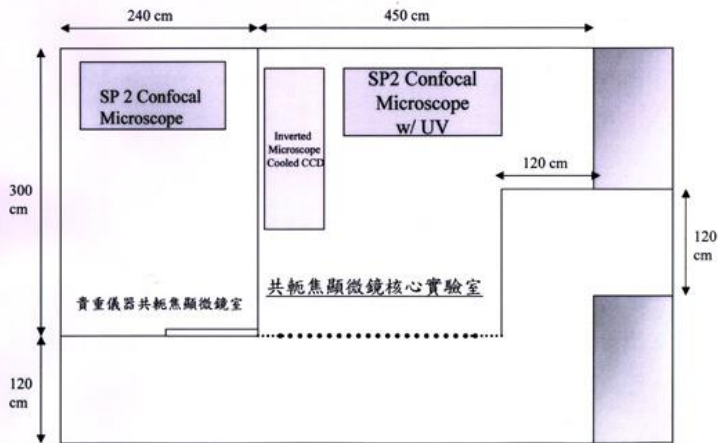 240 cm
450 cm
SP 2 Confocal
Microscope
Inverted
Microscope
Cooled CCD
SP2 Confocal
Microscope
w/ UV
120 cm
300
cm
120
cm
貴重儀器共軛焦顯微鏡室
共軛焦顯微鏡核心實驗室
120
cm